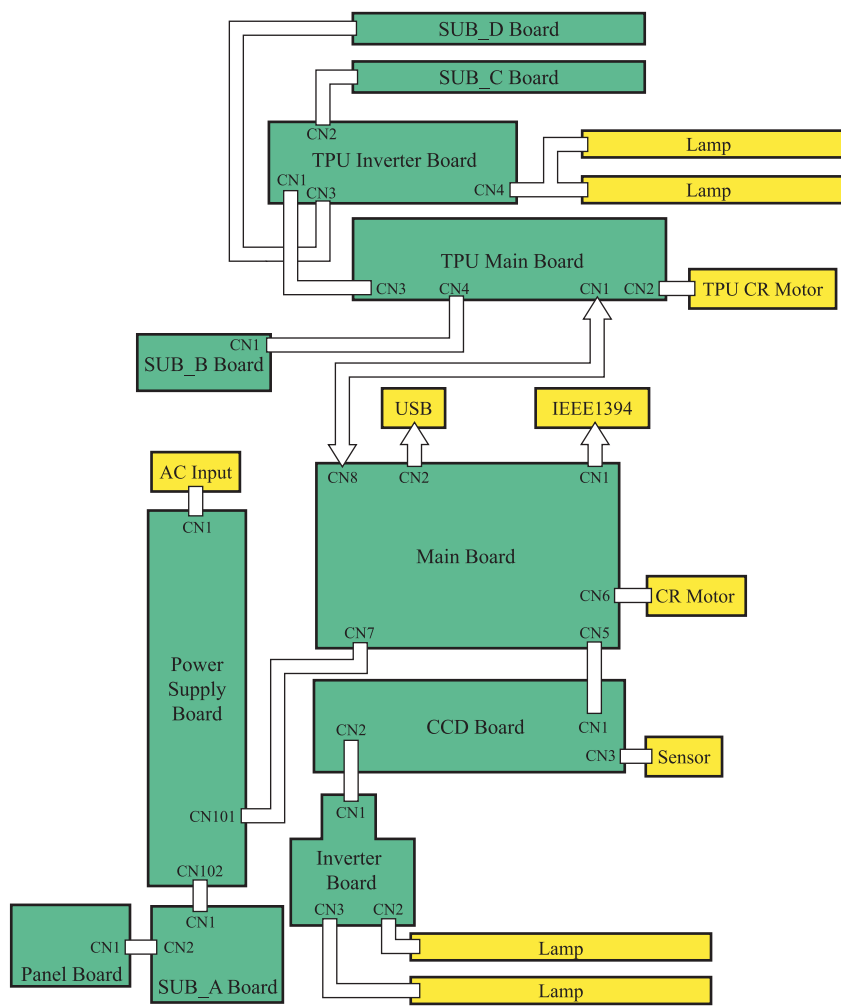 SUB_D Board
SUB_C Board
CN2
TPU Inverter Board
CN1
CN3
CN4
Lamp
Lamp
TPU Main Board
CN3
CN4
CN1
CN2
TPU CR Motor
CN1
SUB_B Board
USB
IEEE1394
AC Input
CN1
CN8
CN2
CN1
Main Board
CN6
CR Motor
CN7
CN5
Power
Supply
Board
CN101
CN102
CN2
CCD Board
CN1
CN3
Sensor
CN1
Inverter
Board
CN3
CN2
Lamp
Lamp
CN1
Panel Board
CN1
CN2
SUB_A Board